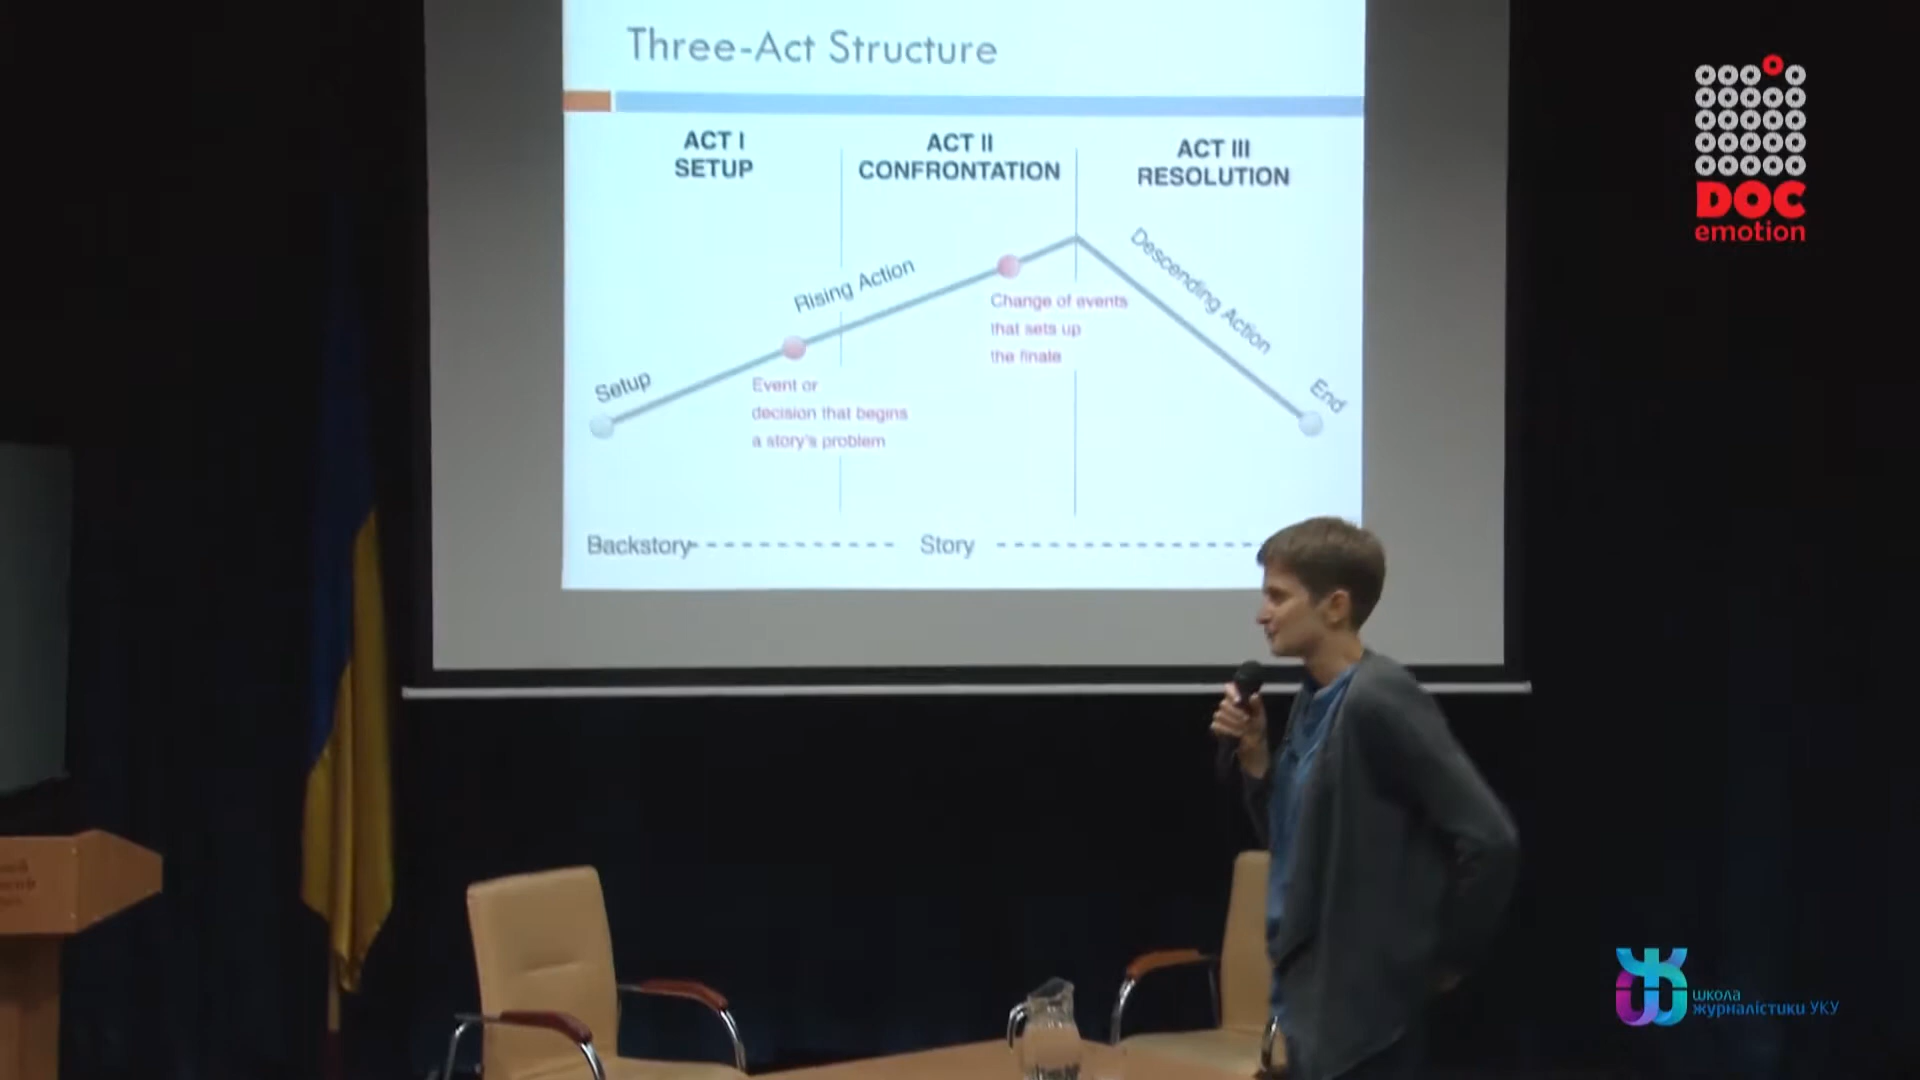 Three-Act Structure
ACT I
SETUP
ACT II
CONFRONTATION
ACT III
RESOLUTION
Setup
Rising Action
Descending Action
End
Event or
decision that begins
a story's problem
Change of events
that sets up
the finale
Backstory
Story
DOC
emotion
школа
журналістики УКУ